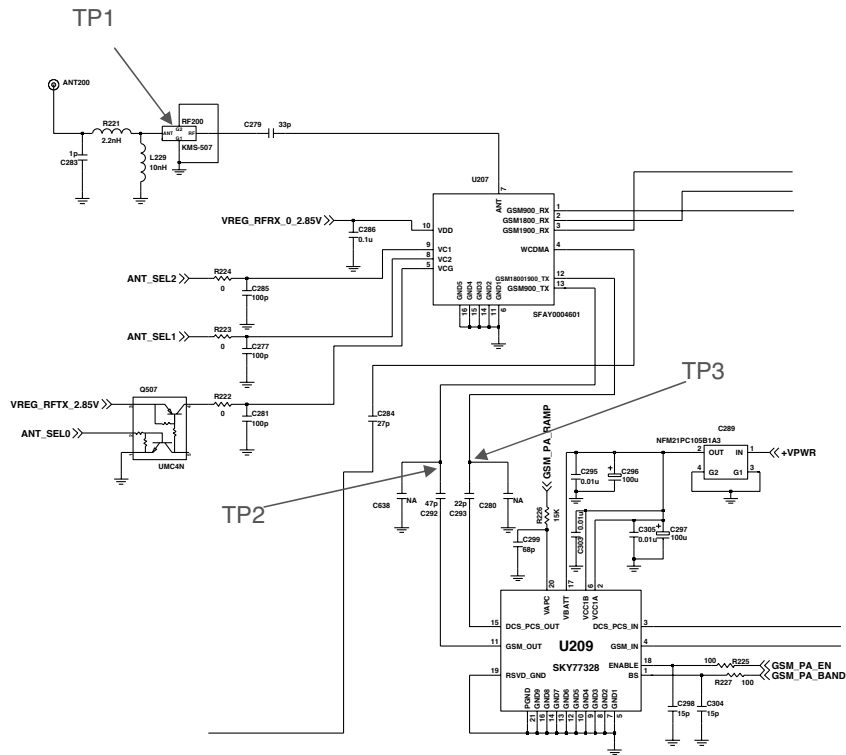 TP1
ANT200
R221
2.2nH
1p
C283
L229
10nH
ANT
G2
G1
RF
RF200
KMS-507
C279
33p
U207
7
ANT
VREG_RFRX_0_2.85V
C286
0.1u
10
VDD
9
VC1
8
VC2
5
VCG
GSM900_RX
1
GSM1800_RX
2
GSM1900_RX
3
WCDMA
4
GSM18001900_TX
12
GSM900_TX
13
GND5
GND4
GND3
GND2
GND1
16
14
15
14
11
6
SFAY0004601
ANT_SEL2
R224
0
C285
100p
ANT_SEL1
R223
0
C277
100p
Q507
VREG_RFTX_2.85V
ANT_SEL0
UMC4N
R222
0
C281
100p
C284
27p
TP3
TP2
C638
NA
47p
C292
22p
C293
C280
NA
GSM_PA_RAMP
R226
15K
C299
68p
C295
0.01u
C296
100u
C289
NFM21PC105B1A3
2
OUT
IN
1
4
G2
G1
3
+VPWR
0.01u
C303
C305
0.01u
C297
100u
20
17
6
2
VAPC
VBATT
VCC1B
VCC1A
15
DCS_PCS_OUT
DCS_PCS_IN
3
11
GSM_OUT
GSM_IN
4
U209
SKY77328
19
RSVD_GND
ENABLE
18
BS
1
100
R225
GSM_PA_EN
R227
100
GSM_PA_BAND
C298
15p
C304
15p
PGND
GND9
GND8
GND7
GND6
GND5
GND4
GND3
GND2
GND1
21
16
14
13
12
10
9
8
7
5